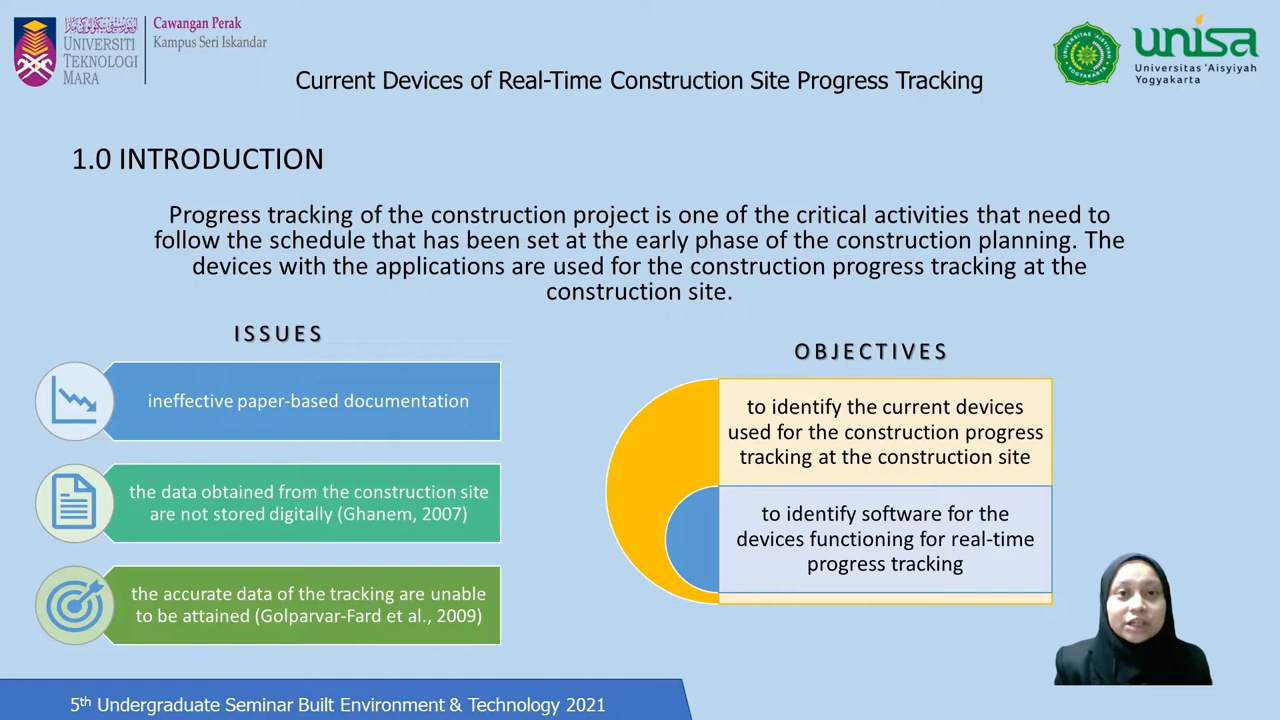 UNIVERSITI
TEKNOLOGI
MARA
Cawangan Perak
Kampus Seri Iskandar
unisa
Universitas 'Aisyiyah
Yogyakarta
Current Devices of Real-Time Construction Site Progress Tracking
1.0 INTRODUCTION
Progress tracking of the construction project is one of the critical activities that need to
follow the schedule that has been set at the early phase of the construction planning. The
devices with the applications are used for the construction progress tracking at the
construction site.
ISSUES
ineffective paper-based documentation
the data obtained from the construction site
are not stored digitally (Ghanem, 2007)
the accurate data of the tracking are unable
to be attained (Golparvar-Fard et al., 2009)
OBJECTIVES
to identify the current devices
used for the construction progress
tracking at the construction site
to identify software for the
devices functioning for real-time
progress tracking
5th Undergraduate Seminar Built Environment & Technology 2021